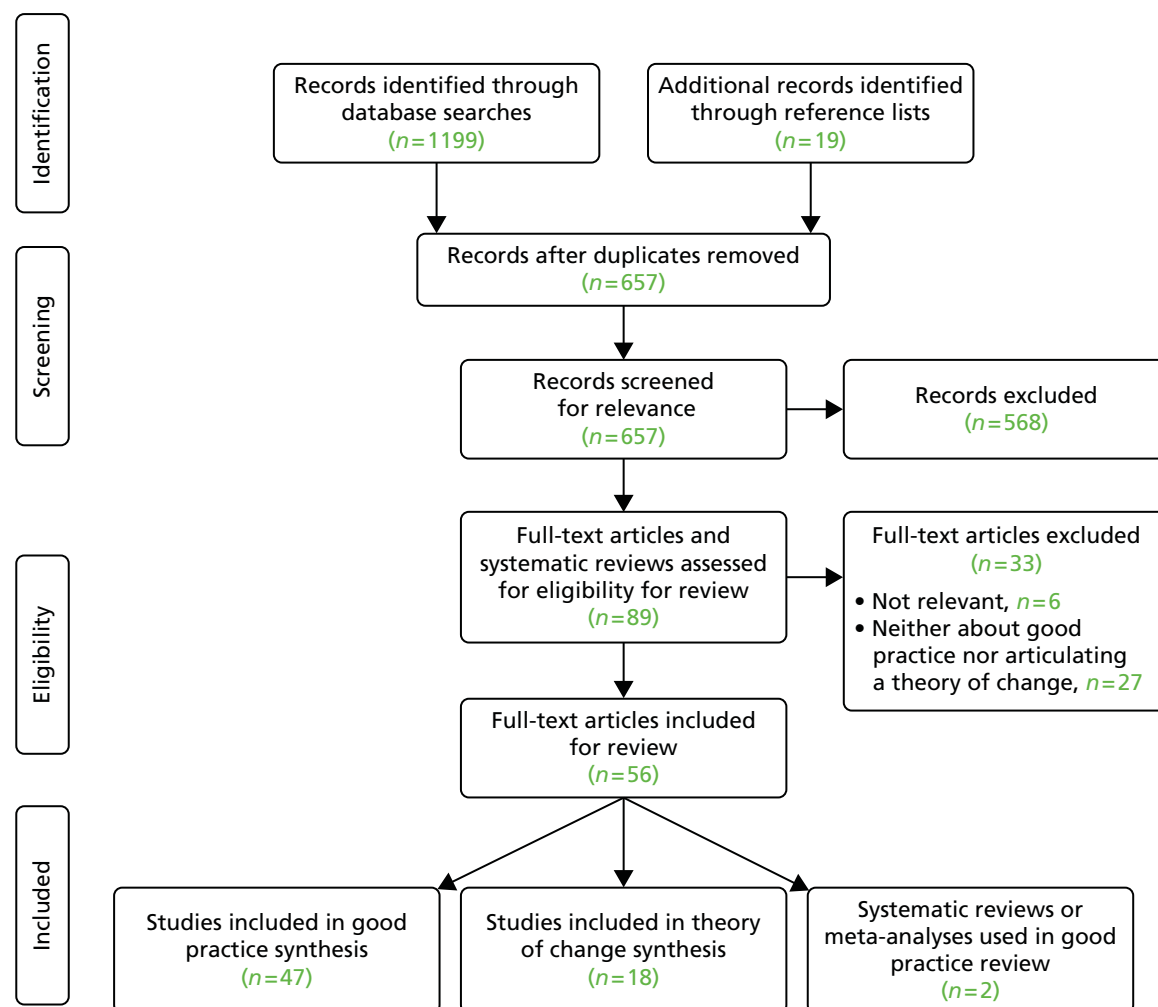 Identification
Records identified through
database searches
(n=1199)
Additional records identified
through reference lists
(n=19)
Screening
Records after duplicates removed
(n=657)
Records screened
for relevance
(n=657)
Records excluded
(n=568)
Eligibility
Full-text articles and
systematic reviews assessed
for eligibility for review
(n=89)
Full-text articles excluded
(n=33)
• Not relevant, n=6
• Neither about good
practice nor articulating
a theory of change, n=27
Full-text articles included
for review
(n=56)
Included
Studies included in good
practice synthesis
(n=47)
Studies included in theory
of change synthesis
(n=18)
Systematic reviews or
meta-analyses used in good
practice review
(n=2)